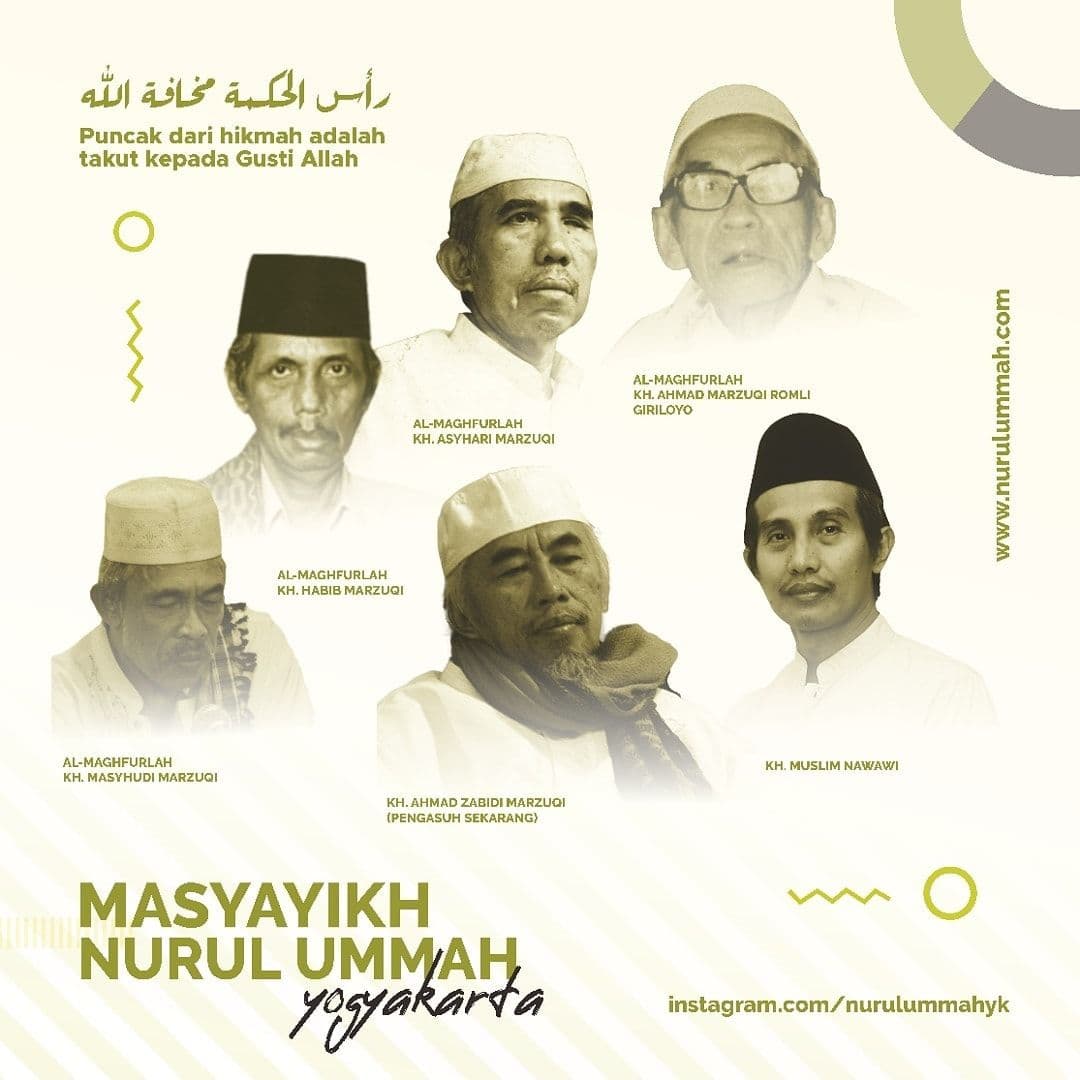 رأس الحكمة مخافة الله
Puncak dari hikmah adalah
takut kepada Gusti Allah
AL-MAGHFURLAH
KH. AHMAD MARZUQI ROMLI
GIRILOYO
AL-MAGHFURLAH
KH. ASYHARI MARZUQI
www.nurulummah.com
AL-MAGHFURLAH
KH. HABIB MARZUQI
AL-MAGHFURLAH
KH. MASYHUDI MARZUQI
KH. AHMAD ZABIDI MARZUQI
(PENGASUH SEKARANG)
KH. MUSLIM NAWAWI
MASYAYIKH
NURUL UMMAH
yogyakarta
instagram.com/nurulummahyk